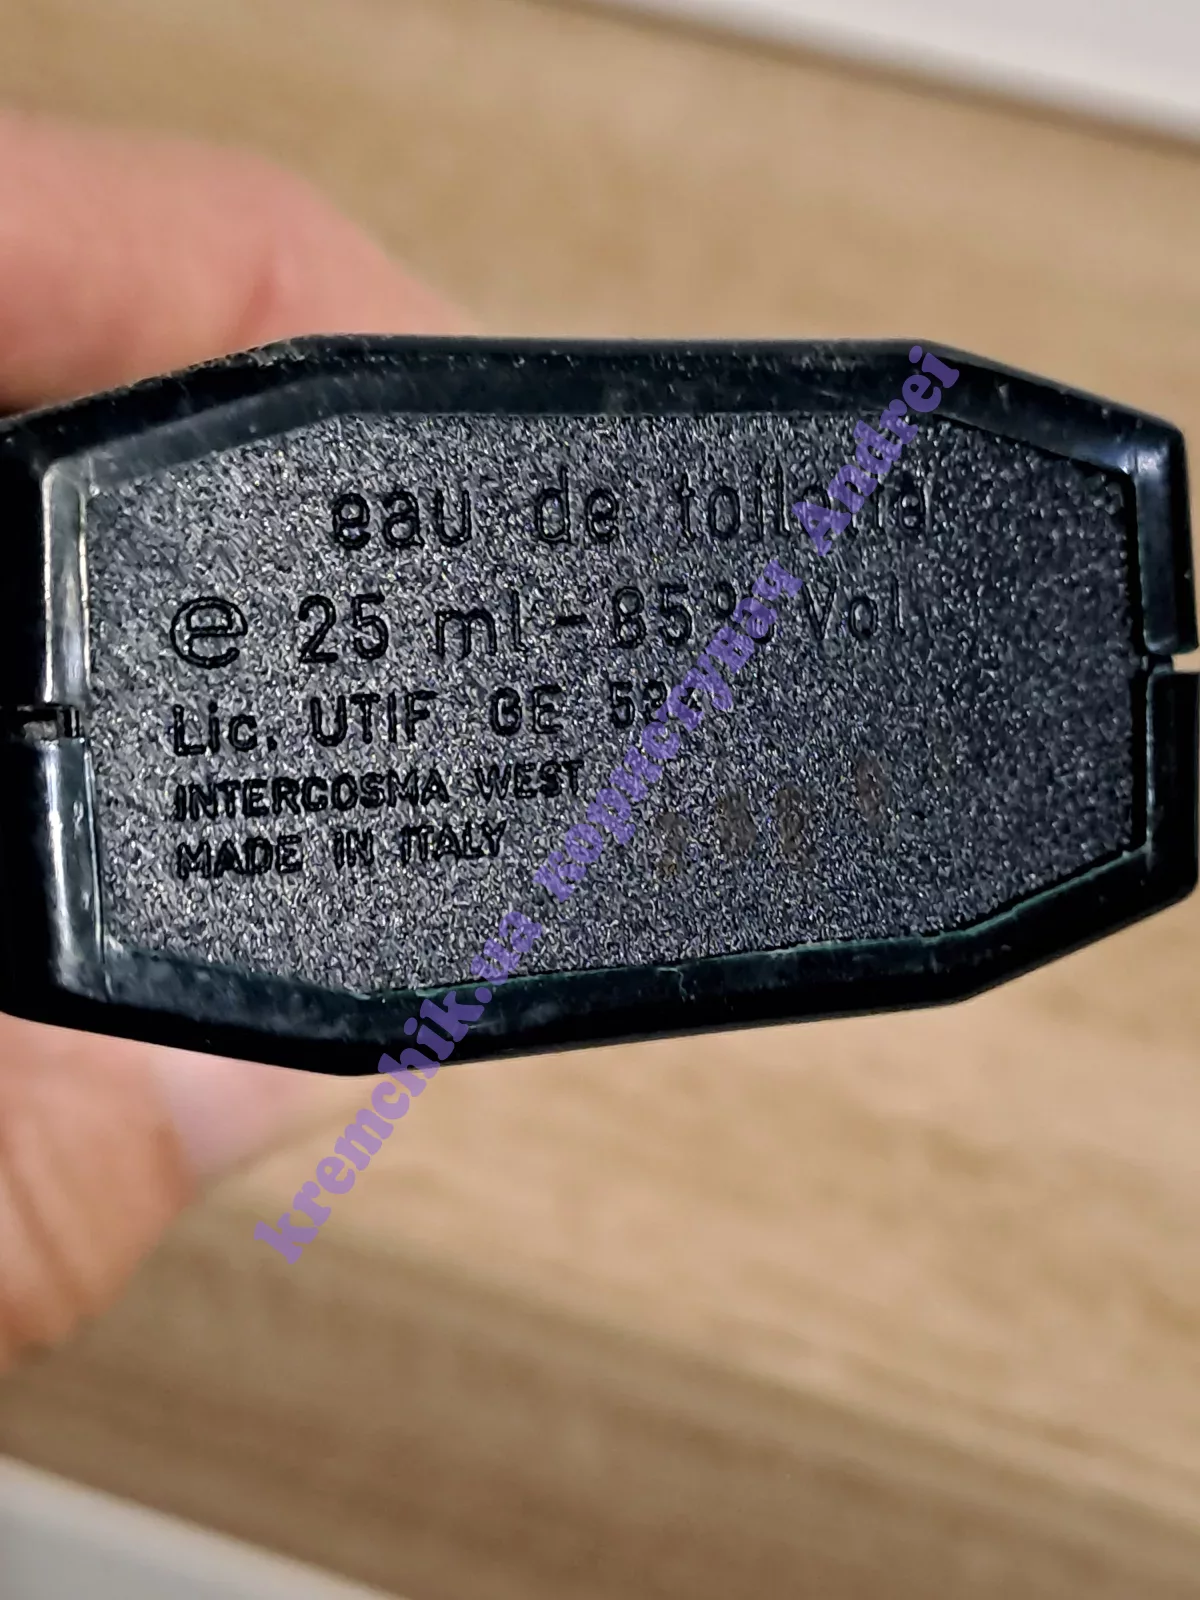 eau de toilette
e 25 ml - 85% Vol
Lic. UTIF GE
INTERCOSMA WEST
MADE IN ITALY
kremchik.ua користувач Andrei